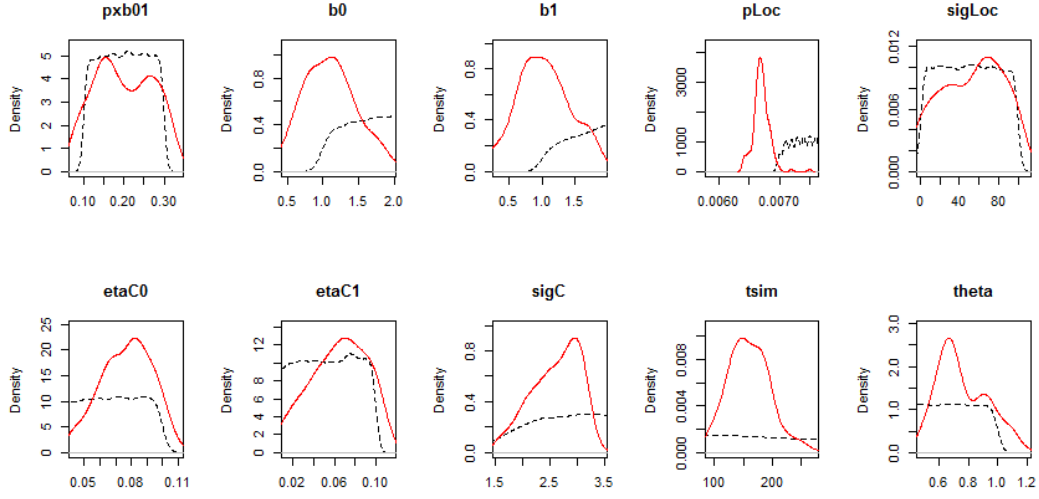 pxb01 b0 b1 pLoc sigLoc
Density
0 1 2 3 4 5
0.10 0.20 0.30
Density
0.0 0.4 0.8
0.5 1.0 1.5 2.0
Density
0.0 0.4 0.8
0.5 1.0 1.5
Density
0 1000 3000
0.0060 0.0070
Density
0.000 0.006 0.012
0 40 80
etaC0 etaC1 sigC tsim theta
Density
0 5 10 15 20 25
0.05 0.08 0.11
Density
0 2 4 6 8 12
0.02 0.06 0.10
Density
0.0 0.4 0.8
1.5 2.5 3.5
Density
0.000 0.004 0.008
100 200
Density
0.0 1.0 2.0 3.0
0.6 0.8 1.0 1.2